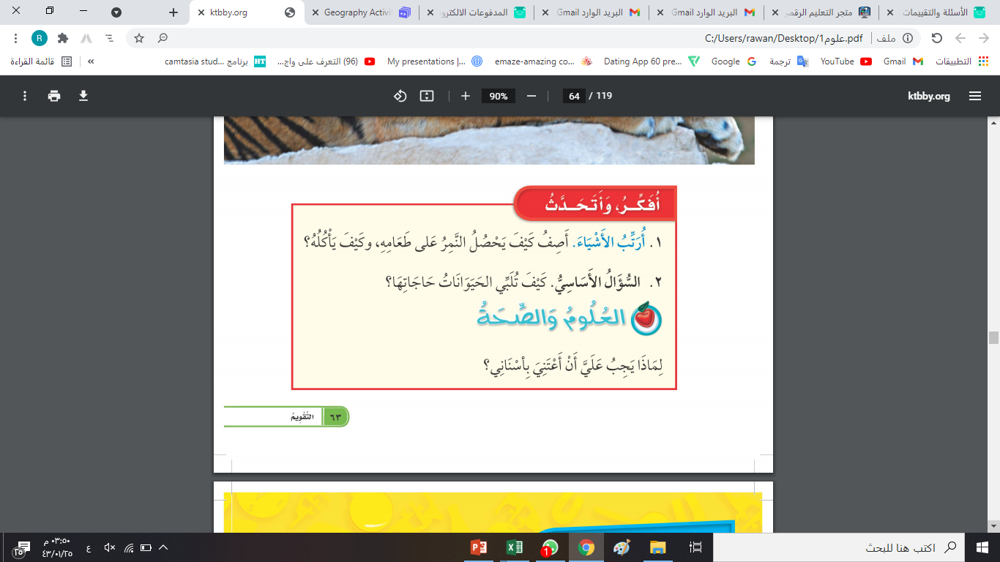 ktbby.org
Geography Activi
المدفوعات الالكترو
البريد الوارد Gmail
البريد الوارد Gmail
متجر التعليم الرقمي
الأسئلة والتقييمات
R
C:/Users/rawan/Desktop/1علوم.pdf
ملف
قائمة القراءة
»
camtasia stud... برنامج
(96) التعرف على واج...
My presentations |...
emaze-amazing co...
Dating App 60 pre...
Google
ترجمة
YouTube
Gmail
التطبيقات
90%
64 / 119
ktbby.org
أُفَكِّرُ، وَأَتَحَدَّثُ
١. أُرَتِّبُ الأَشْيَاءَ. أَصِفُ كَيْفَ يَحْصُلُ النَّمِرُ عَلى طَعَامِهِ، وكَيْفَ يَأْكُلُهُ؟
٢. السُّؤَالُ الأَسَاسِيُّ. كَيْفَ تُلَبِّي الحَيَوَانَاتُ حَاجَاتِهَا؟
العُلُومُ وَالصِّحَةُ
لِمَاذَا يَجِبُ عَلَيَّ أَنْ أَعْتَنِيَ بِأسْنَانِي؟
التَّقْوِيمُ ٦٣
٠٣:٥٠ م
٤٣/٠١/٢٥
٢٥
ع
1
اكتب هنا للبحث